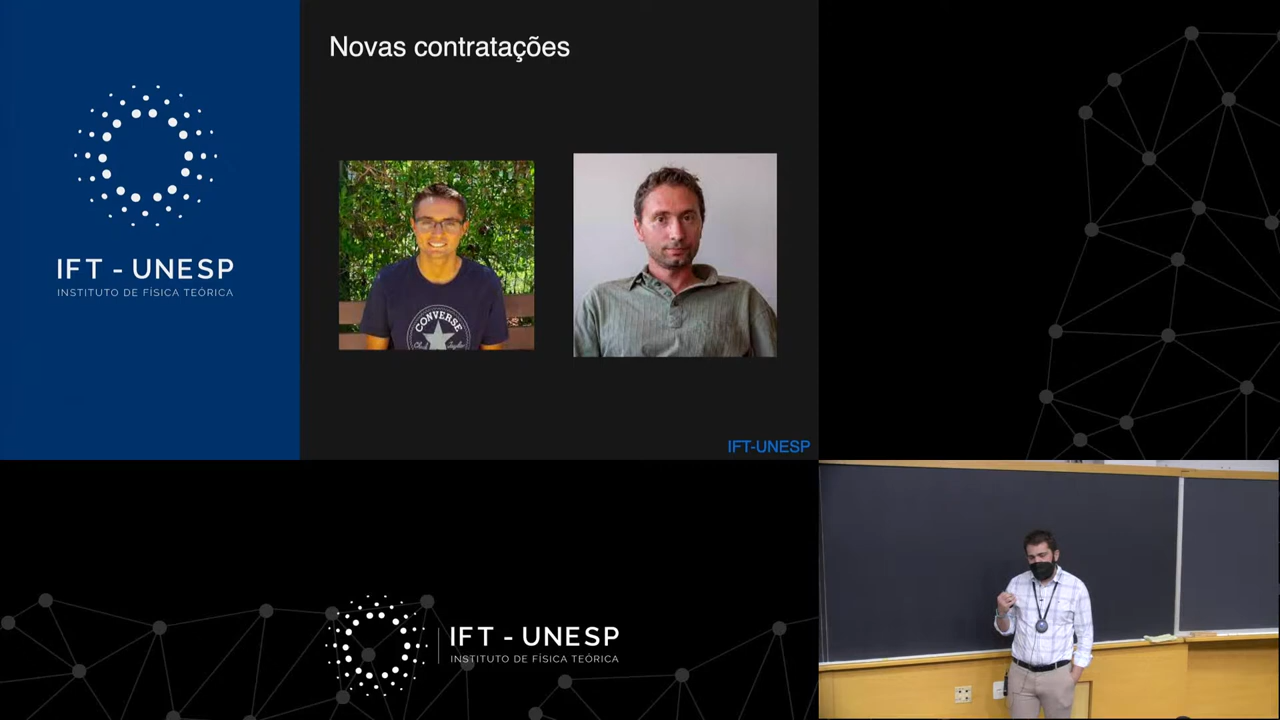 Novas contratações
IFT - UNESP
INSTITUTO DE FÍSICA TEÓRICA
CONVERSE
IFT-UNESP
IFT - UNESP
INSTITUTO DE FÍSICA TEÓRICA